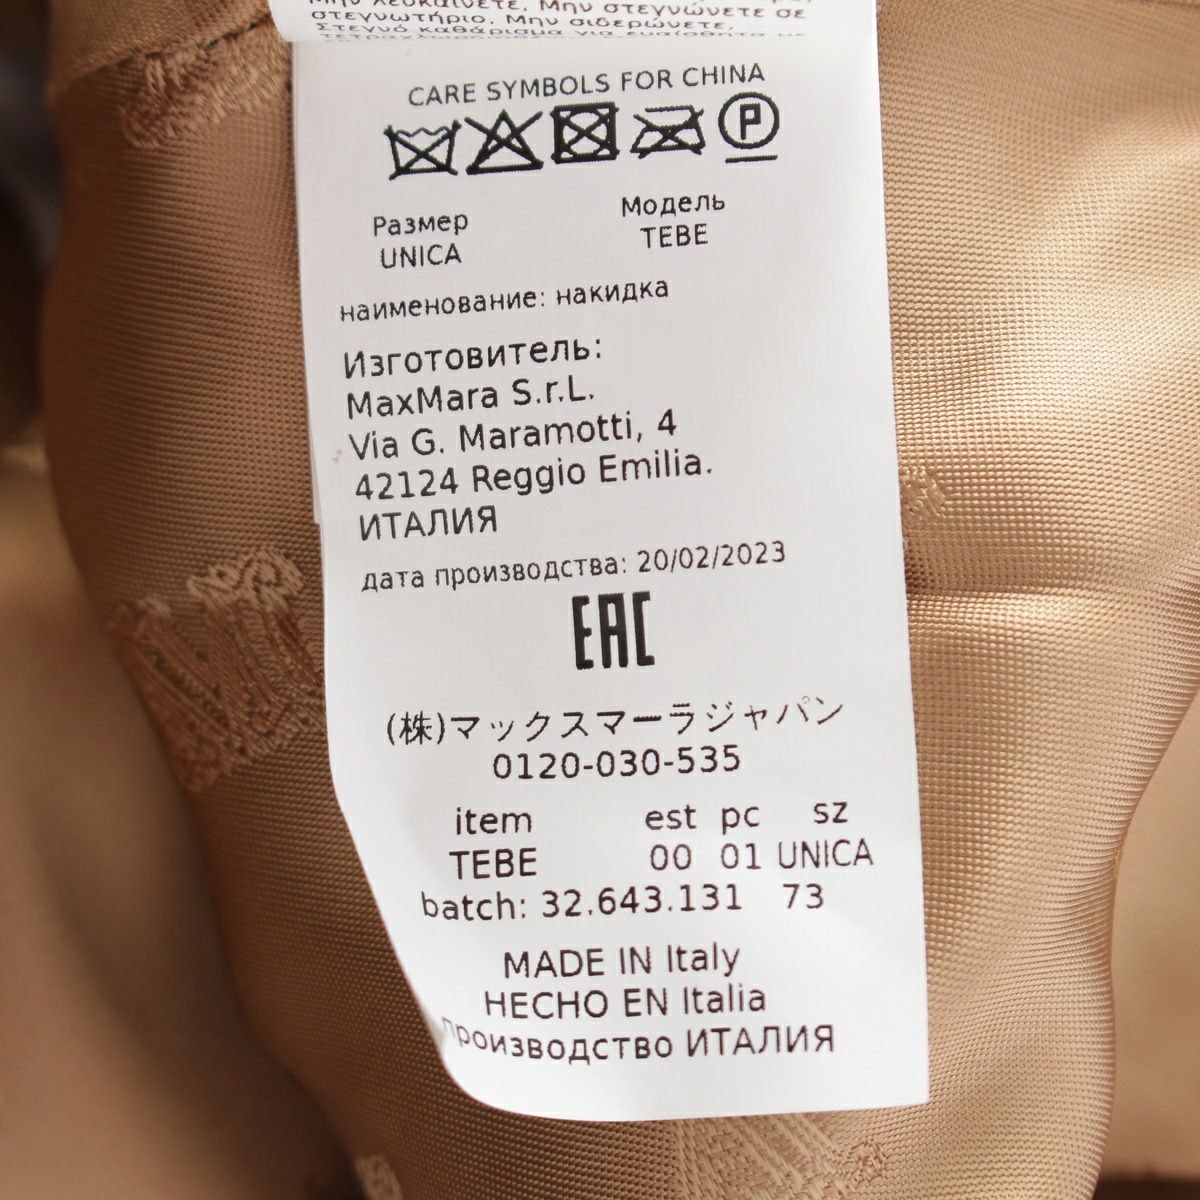 στεγνωτήριο. Μην σιδερώνετε.
CARE SYMBOLS FOR CHINA
P
Размер Модель
UNICA TEBE
наименование: накидка
Изготовитель:
MaxMara S.r.L.
Via G. Maramotti, 4
42124 Reggio Emilia.
ИТАЛИЯ
дата производства: 20/02/2023
EAC
(株)マックスマーラジャパン
0120-030-535
item est pc sz
TEBE 00 01 UNICA
batch: 32.643.131 73
MADE IN Italy
HECHO EN Italia
производство ИТАЛИЯ